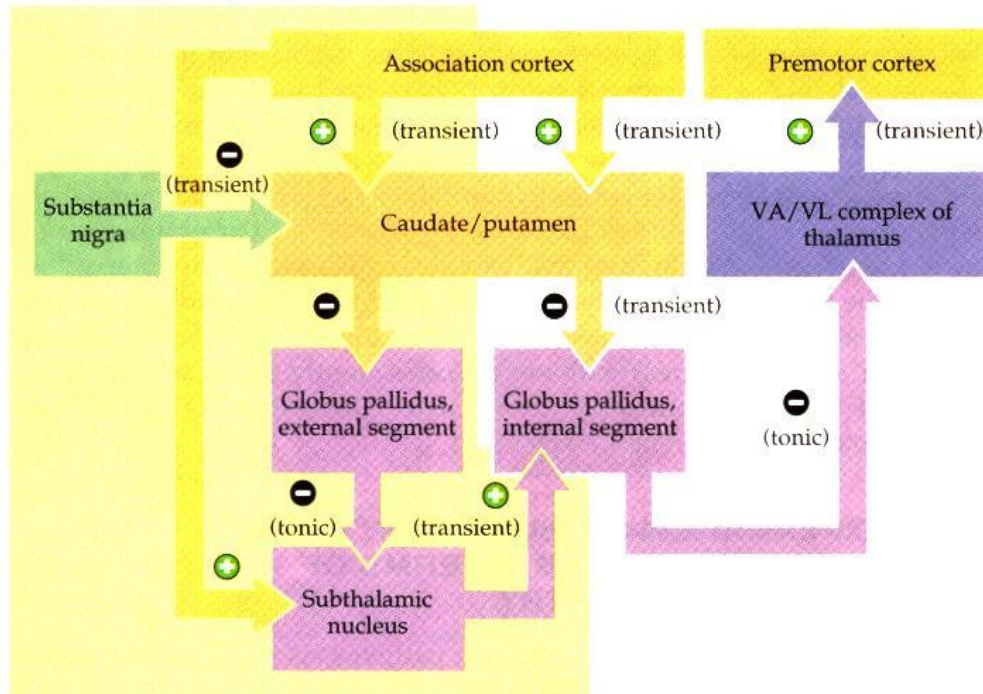 Association cortex
Premotor cortex
(transient)
(transient)
(transient)
(transient)
Substantia
nigra
Caudate/putamen
VA/VL complex of
thalamus
(transient)
Globus pallidus,
external segment
Globus pallidus,
internal segment
(tonic)
(tonic)
(transient)
Subthalamic
nucleus